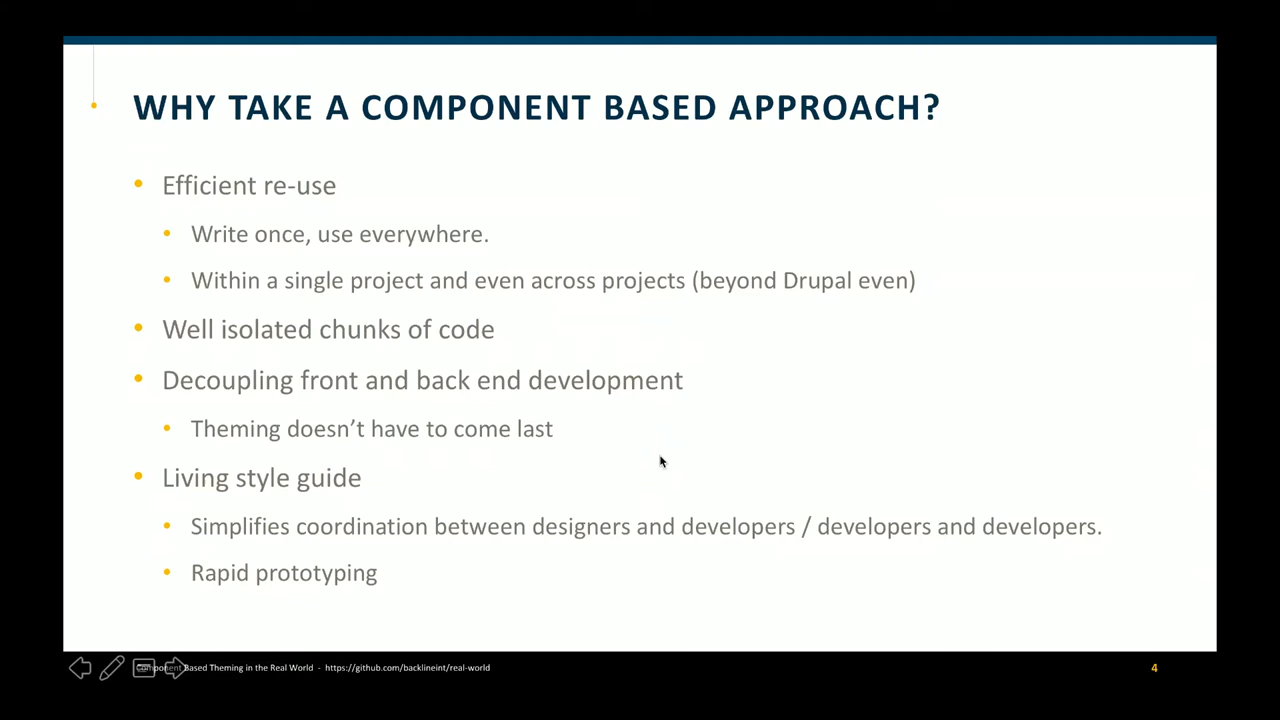 WHY TAKE A COMPONENT BASED APPROACH?
Efficient re-use
Write once, use everywhere.
Within a single project and even across projects (beyond Drupal even)
Well isolated chunks of code
Decoupling front and back end development
Theming doesn’t have to come last
Living style guide
Simplifies coordination between designers and developers / developers and developers.
Rapid prototyping
Component Based Theming in the Real World - https://github.com/backlineint/real-world
4